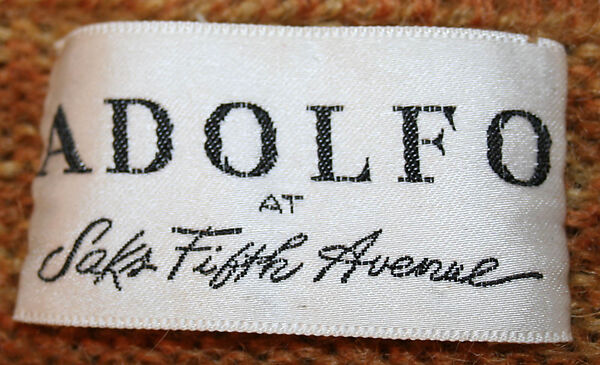 ADOLFO
AT
Saks Fifth Avenue